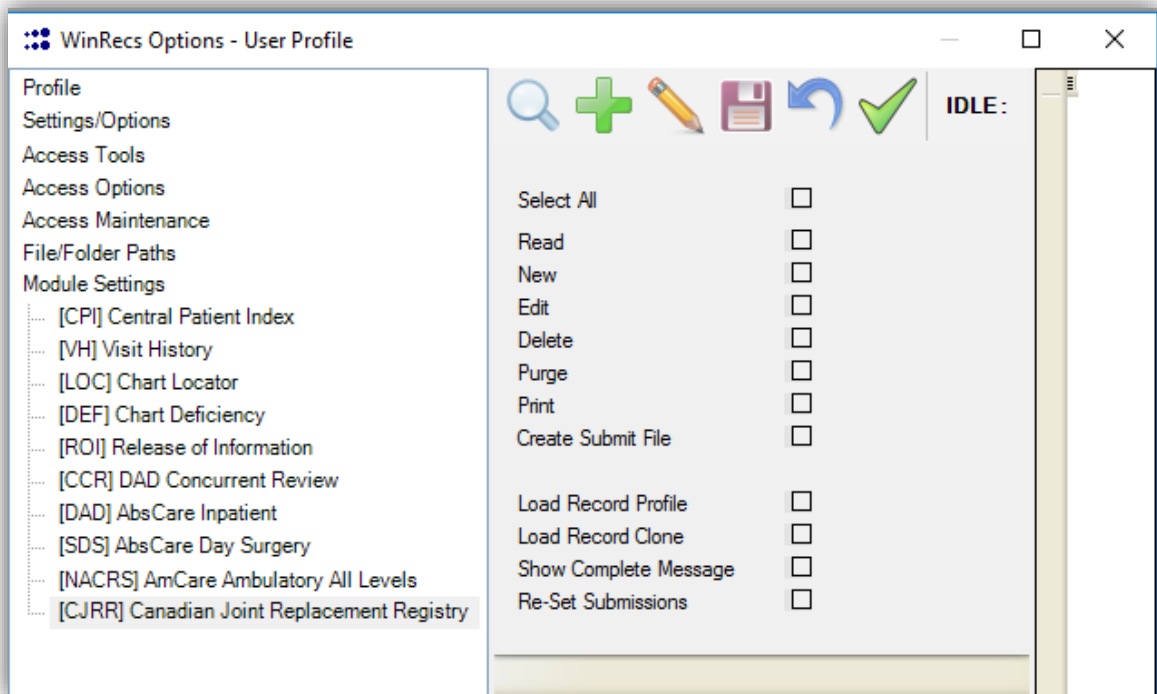 WinRecs Options - User Profile
Profile
Settings/Options
Access Tools
Access Options
Access Maintenance
File/Folder Paths
Module Settings
[CPI] Central Patient Index
[VH] Visit History
[LOC] Chart Locator
[DEF] Chart Deficiency
[ROI] Release of Information
[CCR] DAD Concurrent Review
[DAD] AbsCare Inpatient
[SDS] AbsCare Day Surgery
[NACRS] AmCare Ambulatory All Levels
[CJRR] Canadian Joint Replacement Registry
IDLE:
Select All
Read
New
Edit
Delete
Purge
Print
Create Submit File
Load Record Profile
Load Record Clone
Show Complete Message
Re-Set Submissions